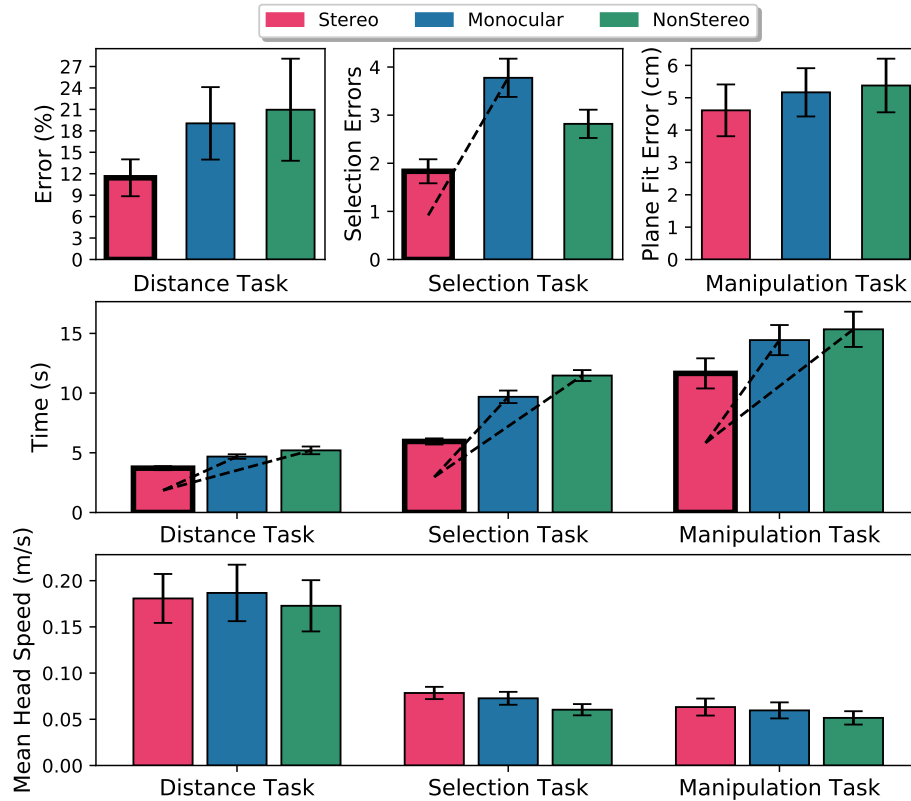 Stereo Monocular NonStereo
Error (%)
27
24
21
18
15
12
9
6
3
0
Distance Task
Selection Errors
4
3
2
1
0
Selection Task
Plane Fit Error (cm)
6
5
4
3
2
1
0
Manipulation Task
Time (s)
15
10
5
0
Distance Task Selection Task Manipulation Task
Mean Head Speed (m/s)
0.20
0.15
0.10
0.05
0.00
Distance Task Selection Task Manipulation Task